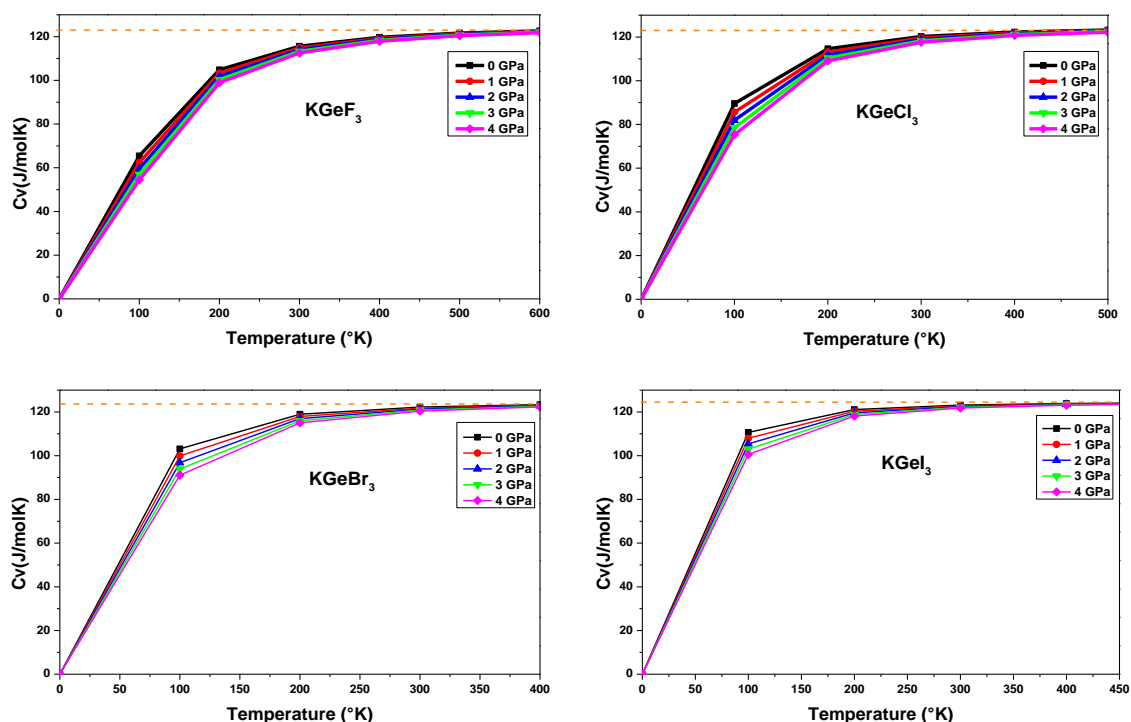 Cv(J/molK)
120
100
80
60
40
20
0
KGeF3
0 GPa
1 GPa
2 GPa
3 GPa
4 GPa
0 100 200 300 400 500 600
Temperature (°K)
Cv(J/molK)
120
100
80
60
40
20
0
KGeCl3
0 GPa
1 GPa
2 GPa
3 GPa
4 GPa
0 100 200 300 400 500
Temperature (°K)
Cv(J/molK)
120
100
80
60
40
20
0
KGeBr3
0 GPa
1 GPa
2 GPa
3 GPa
4 GPa
0 50 100 150 200 250 300 350 400
Temperature (°K)
Cv(J/molK)
120
100
80
60
40
20
0
KGeI3
0 GPa
1 GPa
2 GPa
3 GPa
4 GPa
0 50 100 150 200 250 300 350 400 450
Temperature (°K)